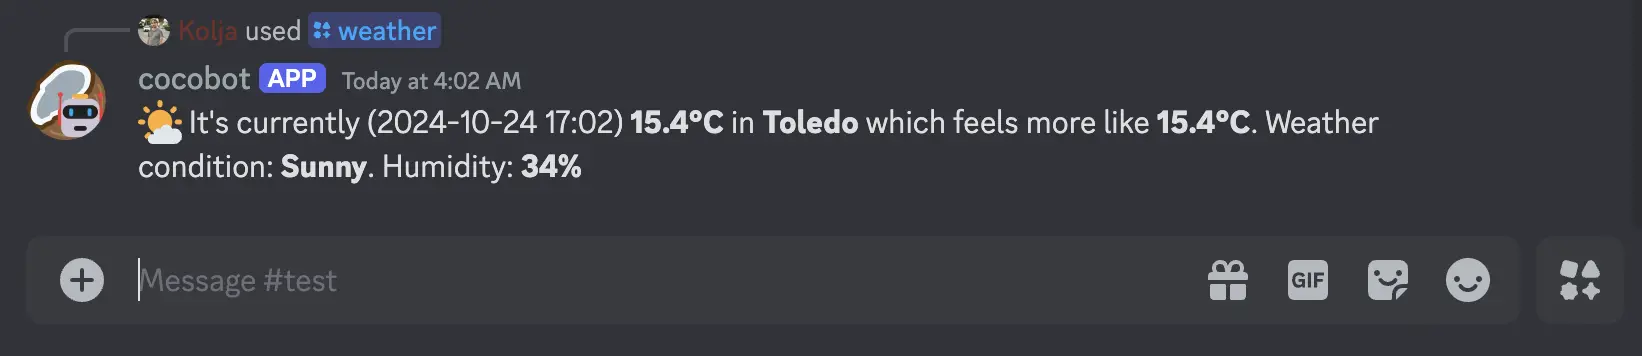 Kolja used weather
cocobot APP Today at 4:02 AM
It's currently (2024-10-24 17:02) 15.4°C in Toledo which feels more like 15.4°C. Weather
condition: Sunny. Humidity: 34%
Message #test GIF